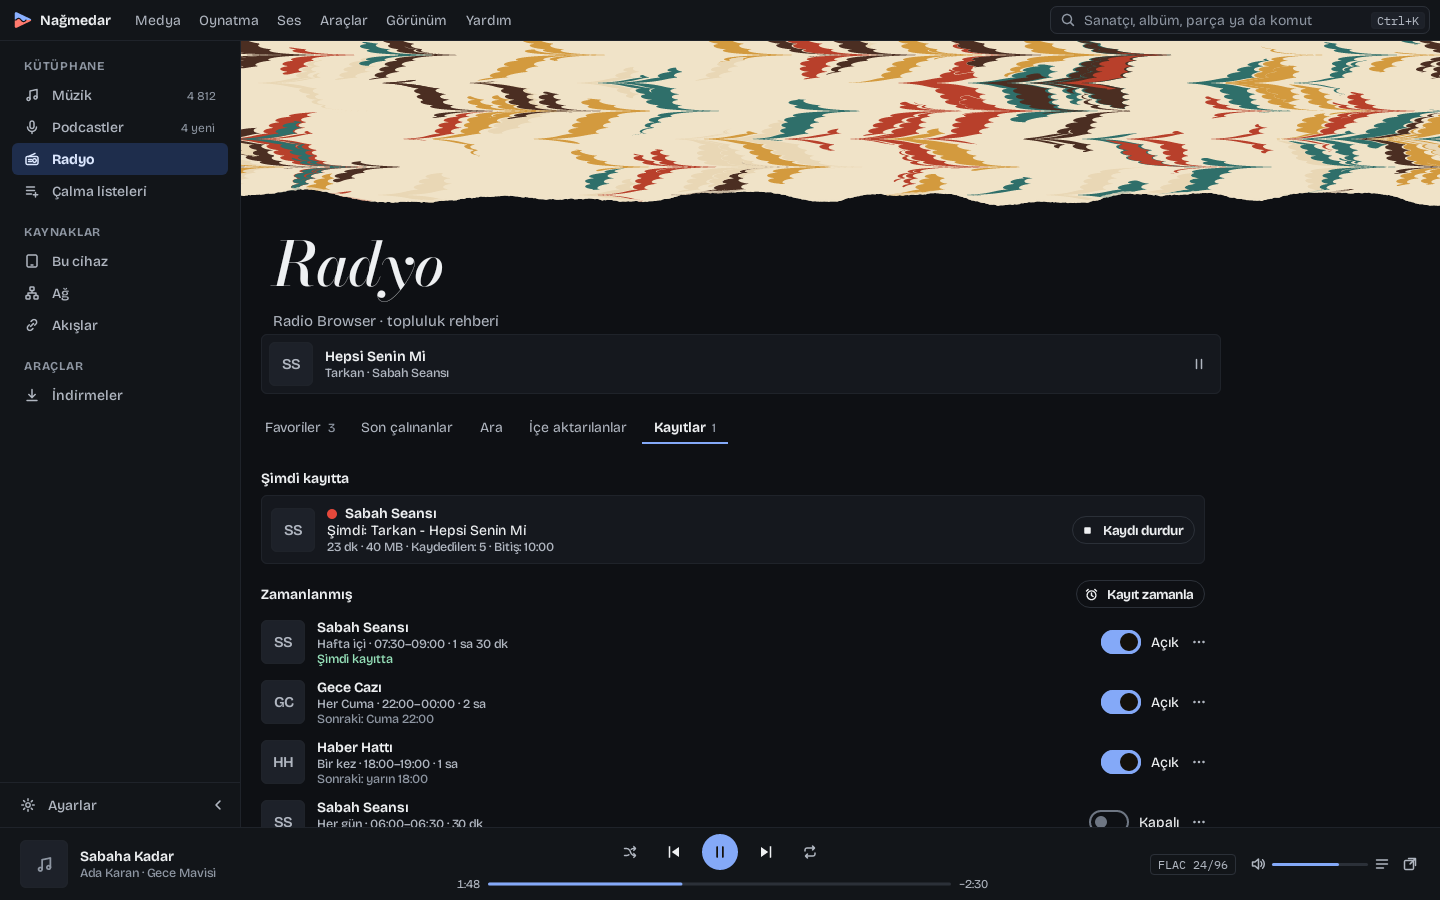 Nağmedar
Medya Oynatma Ses Araçlar Görünüm Yardım
Sanatçı, albüm, parça ya da komut Ctrl+K
KÜTÜPHANE
Müzik 4 812
Podcastler 4 yeni
Radyo
Çalma listeleri
KAYNAKLAR
Bu cihaz
Ağ
Akışlar
ARAÇLAR
İndirmeler
Ayarlar
Radyo
Radio Browser · topluluk rehberi
SS
Hepsi Senin Mi
Tarkan · Sabah Seansı
Favoriler 3 Son çalınanlar Ara İçe aktarılanlar Kayıtlar 1
Şimdi kayıtta
SS
Sabah Seansı
Şimdi: Tarkan - Hepsi Senin Mi
23 dk · 40 MB · Kaydedilen: 5 · Bitiş: 10:00
Kaydı durdur
Zamanlanmış
Kayıt zamanla
SS
Sabah Seansı
Hafta içi · 07:30–09:00 · 1 sa 30 dk
Şimdi kayıtta
Açık
GC
Gece Cazı
Her Cuma · 22:00–00:00 · 2 sa
Sonraki: Cuma 22:00
Açık
HH
Haber Hattı
Bir kez · 18:00–19:00 · 1 sa
Sonraki: yarın 18:00
Açık
SS
Sabah Seansı
Her gün · 06:00–06:30 · 30 dk
Kapalı
Sabaha Kadar
Ada Karan · Gece Mavisi
1:48 −2:30
FLAC 24/96